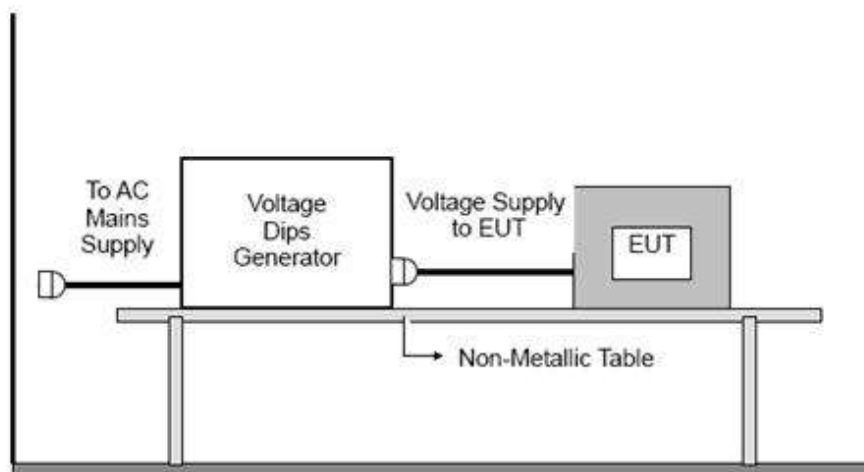 To AC
Mains
Supply
Voltage
Dips
Generator
Voltage Supply
to EUT
EUT
Non-Metallic Table